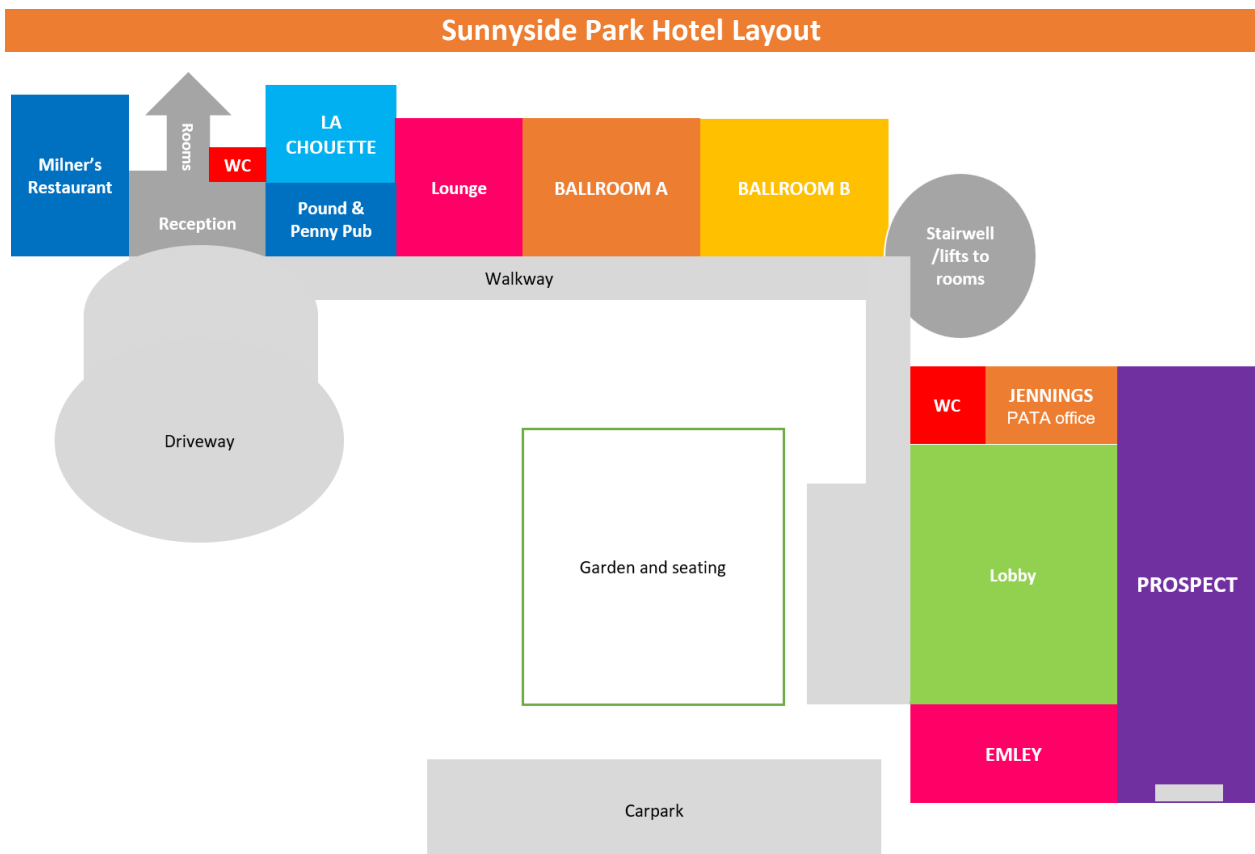 Sunnyside Park Hotel Layout
Milner’s
Restaurant
Rooms
WC
Reception
LA
CHOUETTE
Pound &
Penny Pub
Lounge
BALLROOM A
BALLROOM B
Stairwell
/lifts to
rooms
Walkway
Driveway
WC
JENNINGS
PATA office
Garden and seating
Lobby
PROSPECT
EMLEY
Carpark